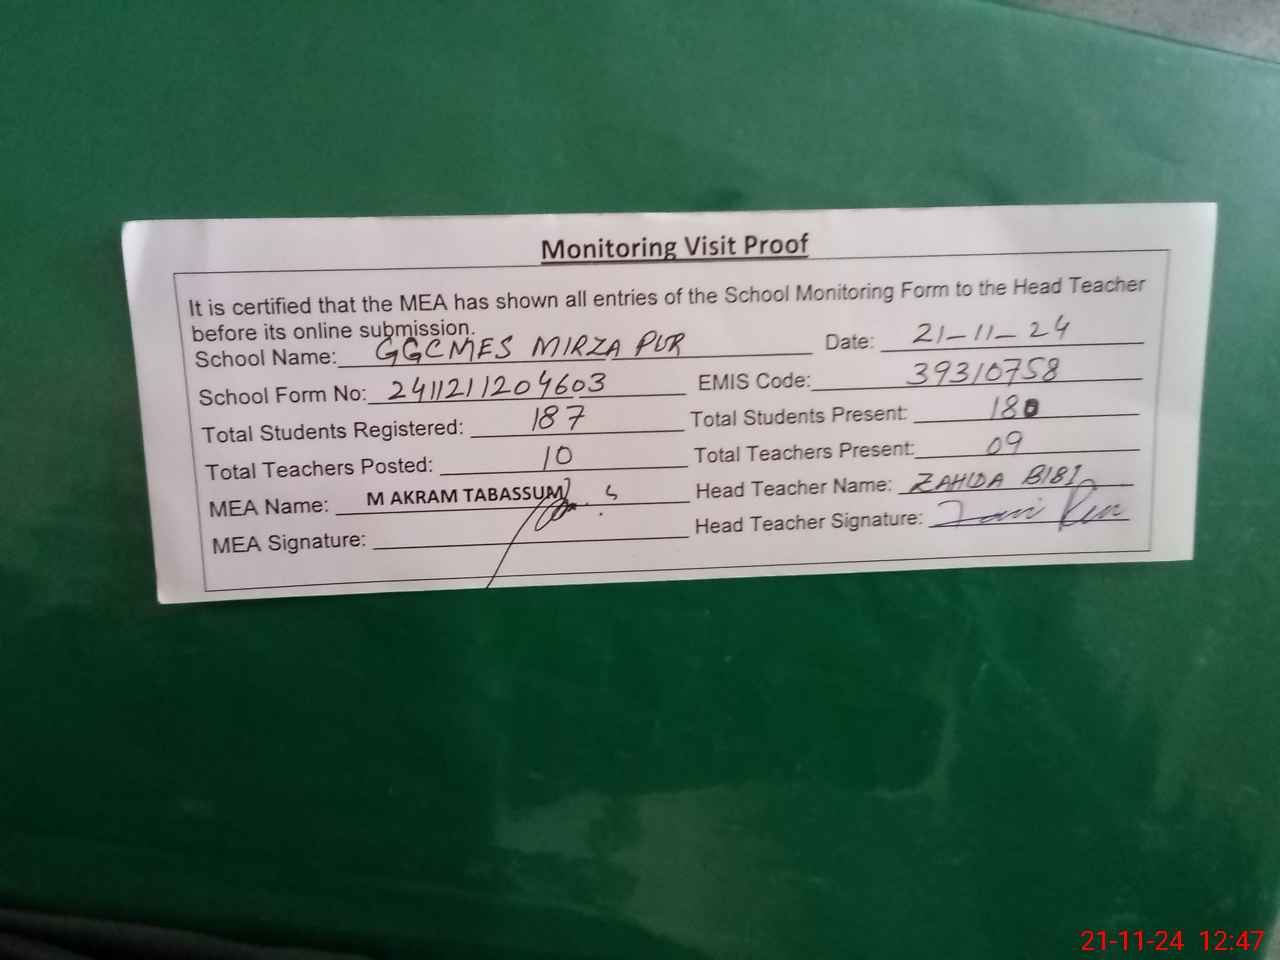 Monitoring Visit Proof
It is certified that the MEA has shown all entries of the School Monitoring Form to the Head Teacher
before its online submission.
School Name: GGCMES MIRZA PUR Date: 21-11-24
School Form No: 2411211204603 EMIS Code: 39310758
Total Students Registered: 187 Total Students Present: 180
Total Teachers Posted: 10 Total Teachers Present: 09
MEA Name: M AKRAM TABASSUM Head Teacher Name: ZAHIDA BIBI
MEA Signature: Head Teacher Signature:
21-11-24 12:47